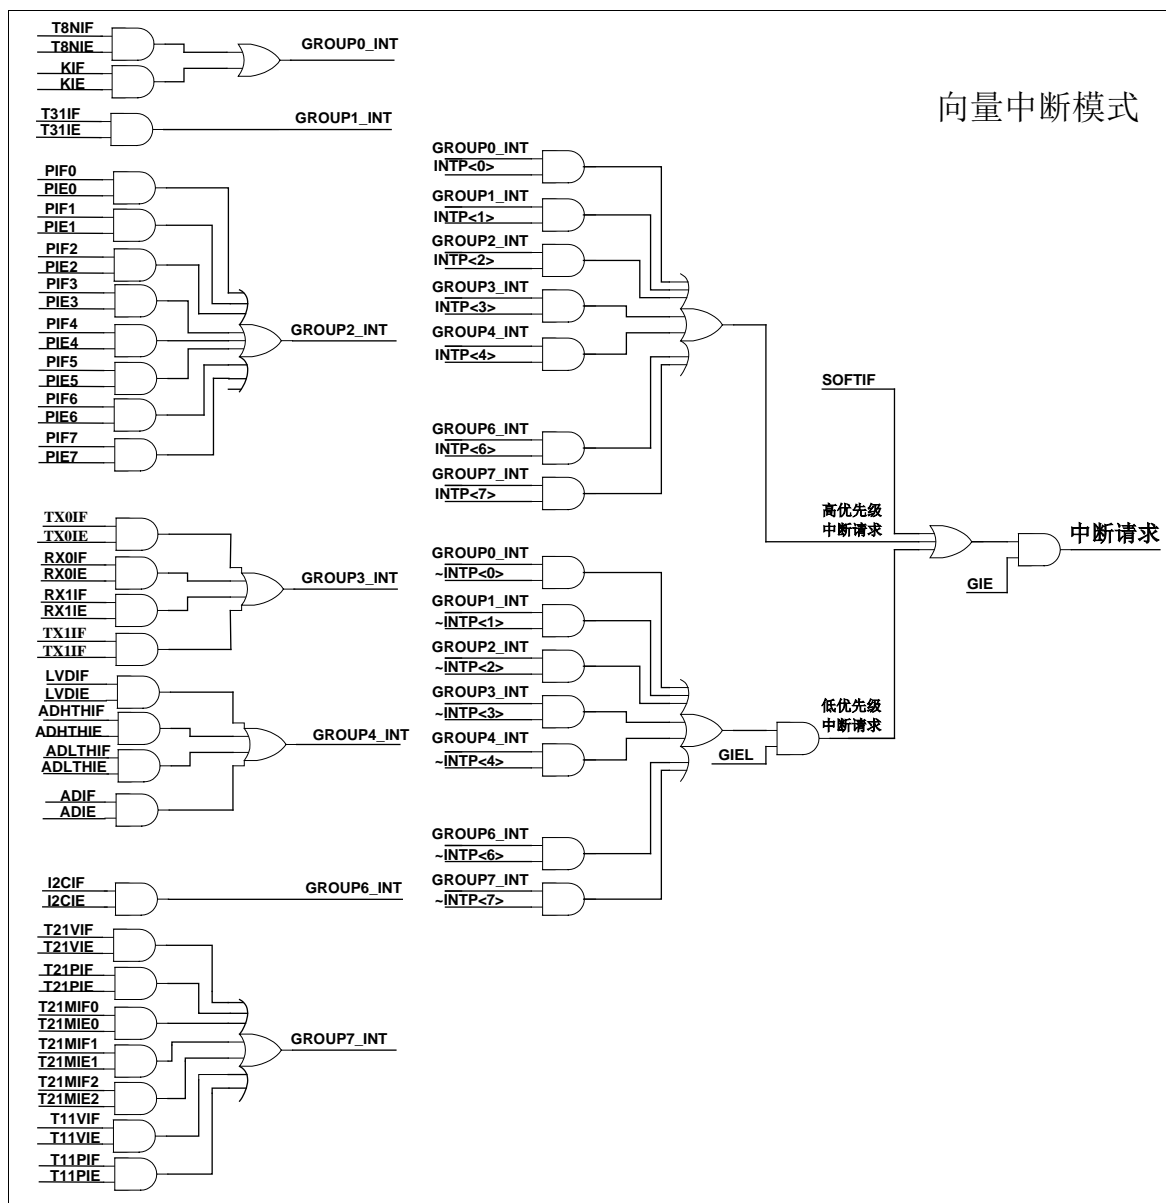 T8NIF
T8NIE
KIF
KIE
GROUP0_INT
T31IF
T31IE
GROUP1_INT
PIF0
PIE0
PIF1
PIE1
PIF2
PIE2
PIF3
PIE3
PIF4
PIE4
PIF5
PIE5
PIF6
PIE6
PIF7
PIE7
GROUP2_INT
TX0IF
TX0IE
RX0IF
RX0IE
RX1IF
RX1IE
TX1IF
TX1IF
GROUP3_INT
LVDIF
LVDIE
ADHTHIF
ADHTHIE
ADLTHIF
ADLTHIE
ADIF
ADIE
GROUP4_INT
I2CIF
I2CIE
GROUP6_INT
T21VIF
T21VIE
T21PIF
T21PIE
T21MIF0
T21MIE0
T21MIF1
T21MIE1
T21MIF2
T21MIE2
T11VIF
T11VIE
T11PIF
T11PIE
GROUP7_INT
向量中断模式
GROUP0_INT
INTP<0>
GROUP1_INT
INTP<1>
GROUP2_INT
INTP<2>
GROUP3_INT
INTP<3>
GROUP4_INT
INTP<4>
GROUP6_INT
INTP<6>
GROUP7_INT
INTP<7>
GROUP0_INT
~INTP<0>
GROUP1_INT
~INTP<1>
GROUP2_INT
~INTP<2>
GROUP3_INT
~INTP<3>
GROUP4_INT
~INTP<4>
GROUP6_INT
~INTP<6>
GROUP7_INT
~INTP<7>
GIEL
SOFTIF
高优先级
中断请求
低优先级
中断请求
GIE
中断请求